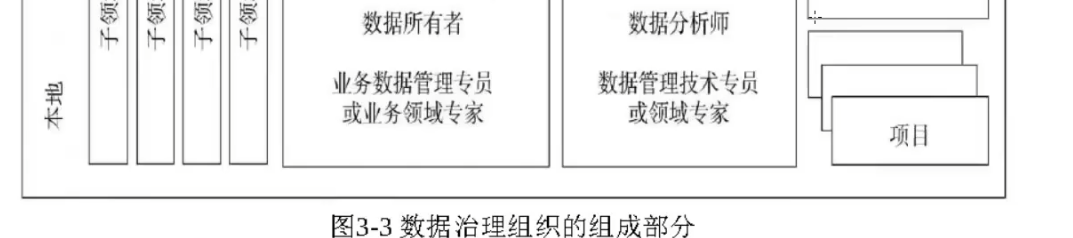 子领
子领
子领
子领
本地
数据所有者
业务数据管理专员
或业务领域专家
数据分析师
数据管理技术专员
或领域专家
项目
图3-3 数据治理组织的组成部分